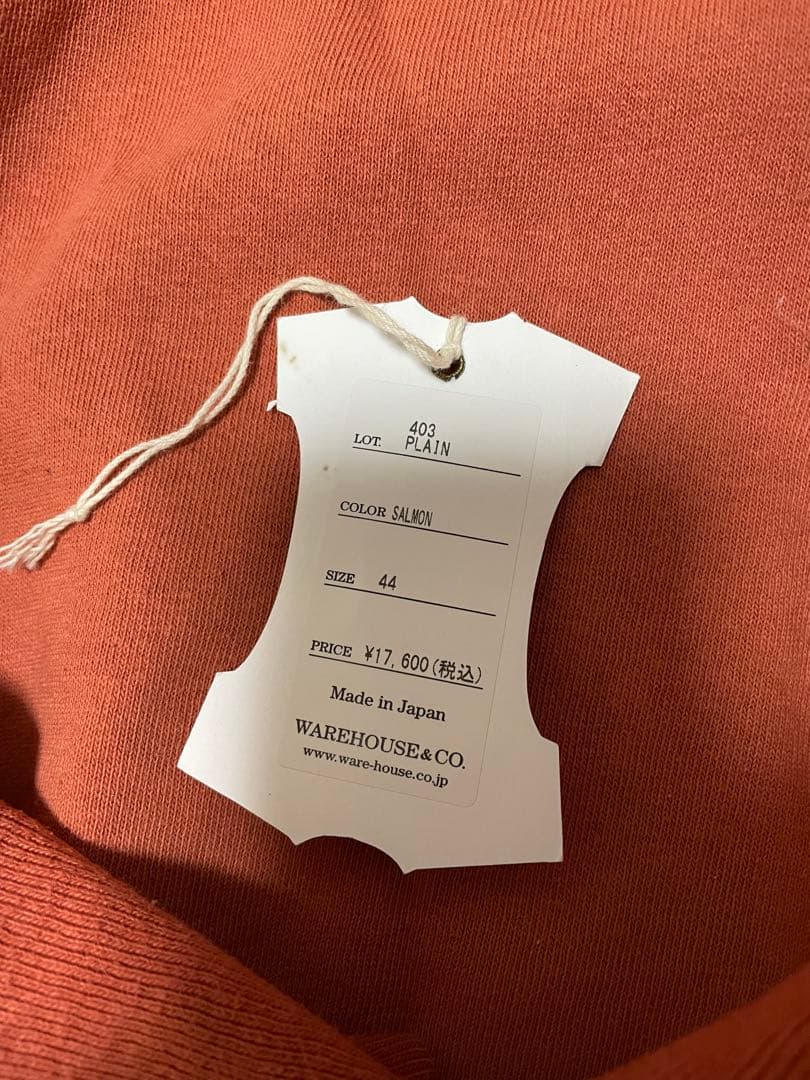 403
LOT. PLAIN
COLOR SALMON
SIZE 44
PRICE ¥17,600(税込)
Made in Japan
WAREHOUSE&CO.
www.ware-house.co.jp